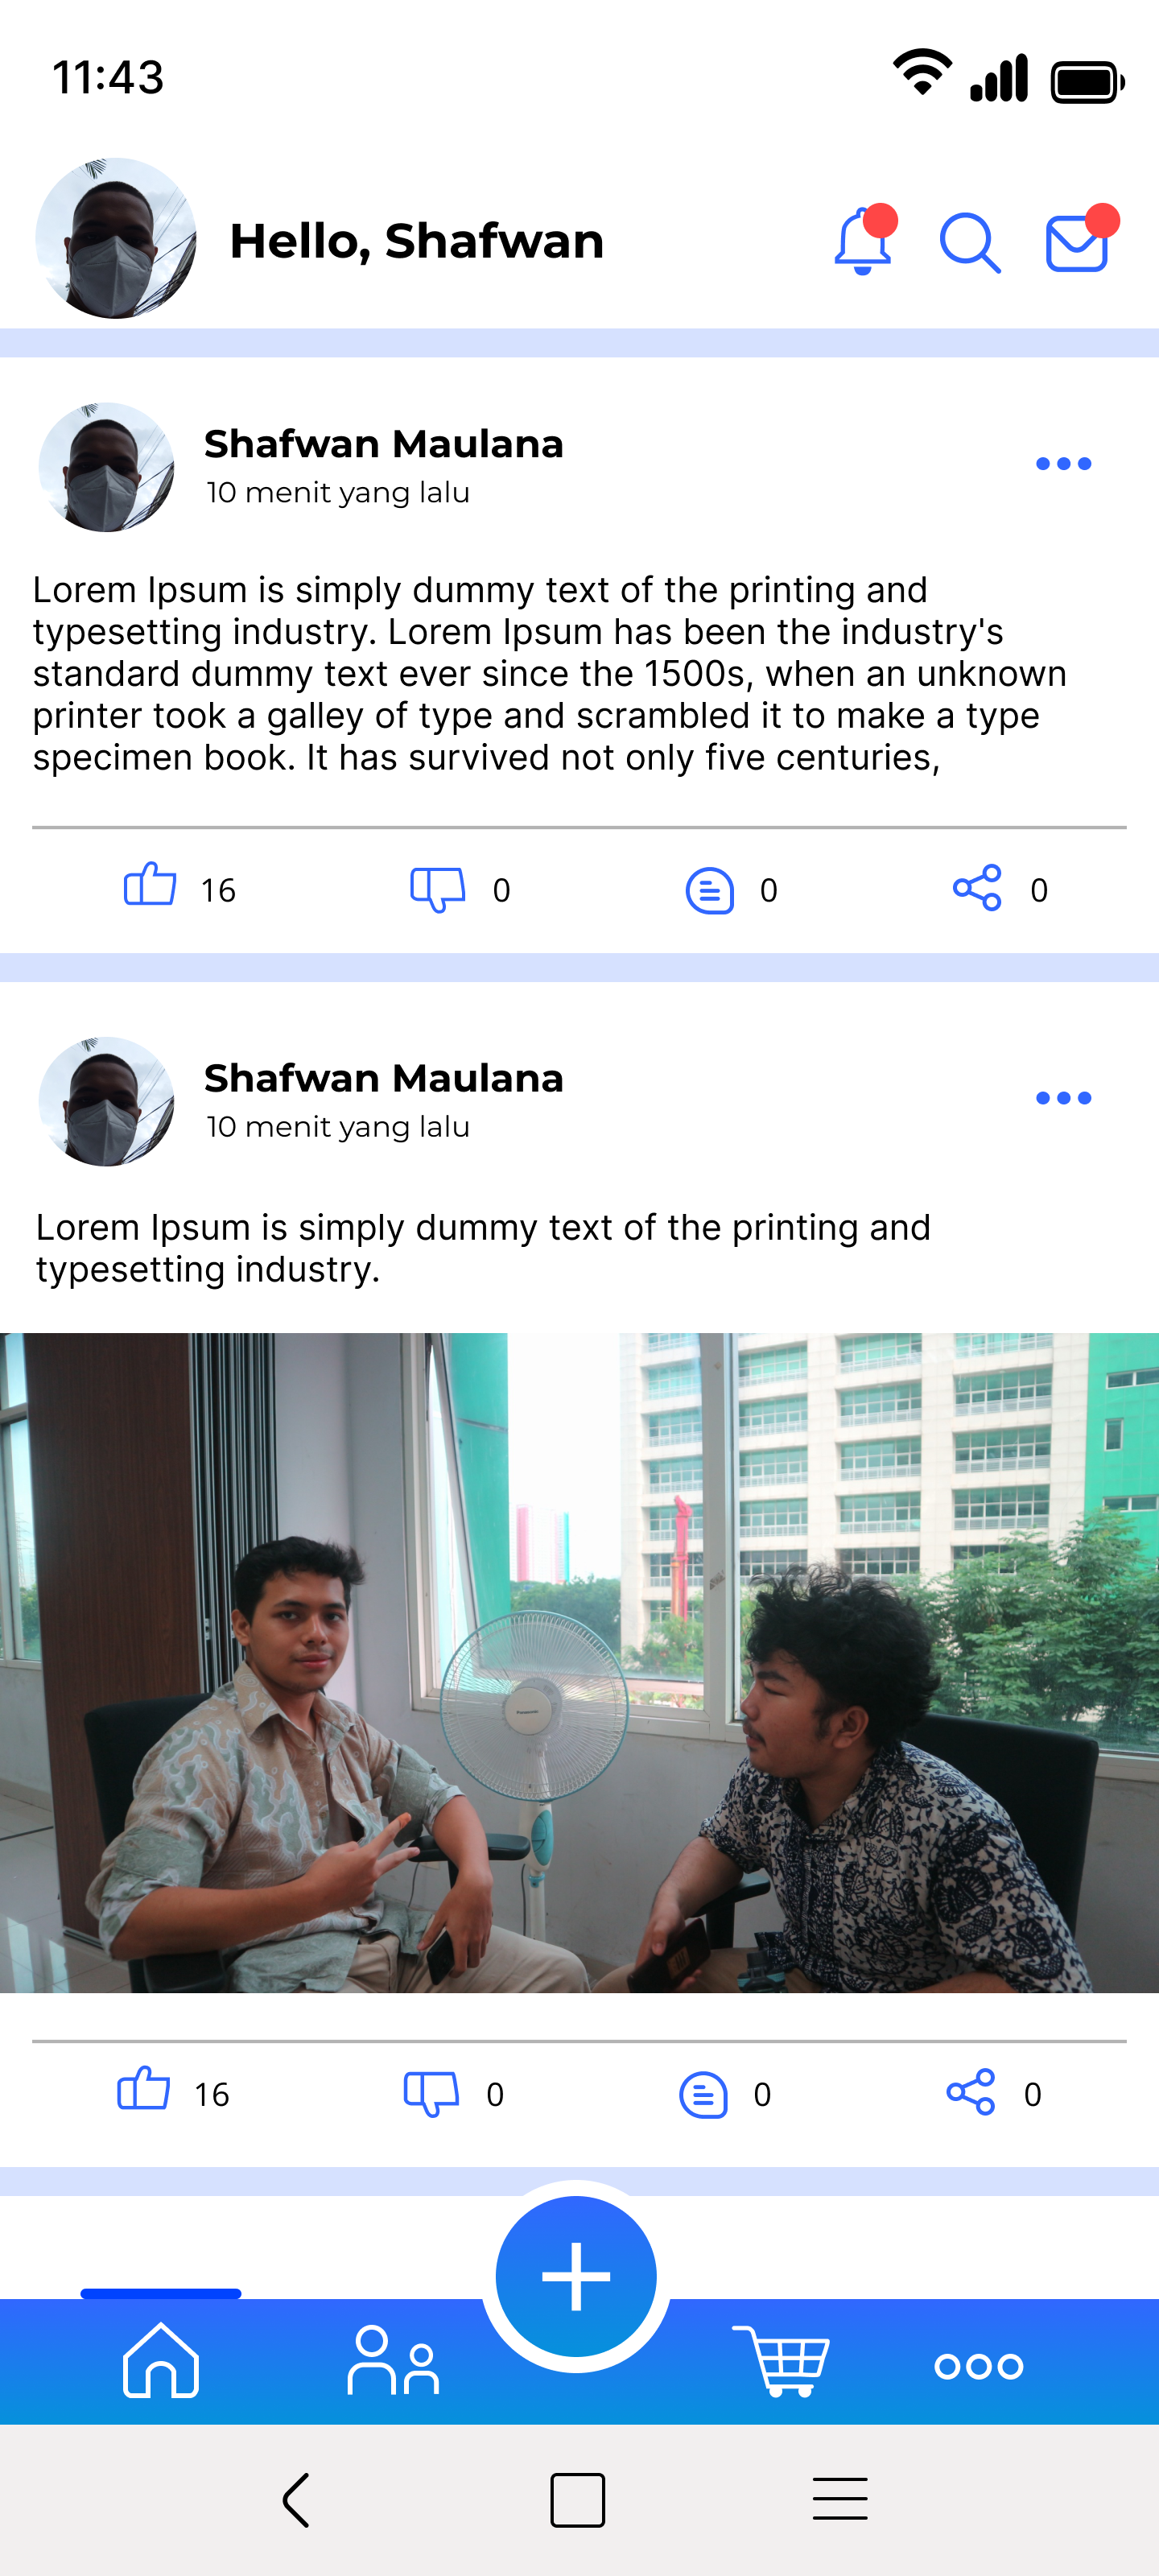 11:43
Hello, Shafwan
Shafwan Maulana
10 menit yang lalu
Lorem Ipsum is simply dummy text of the printing and
typesetting industry. Lorem Ipsum has been the industry's
standard dummy text ever since the 1500s, when an unknown
printer took a galley of type and scrambled it to make a type
specimen book. It has survived not only five centuries,
16 0 0 0
Shafwan Maulana
10 menit yang lalu
Lorem Ipsum is simply dummy text of the printing and
typesetting industry.
Panasonic
16 0 0 0